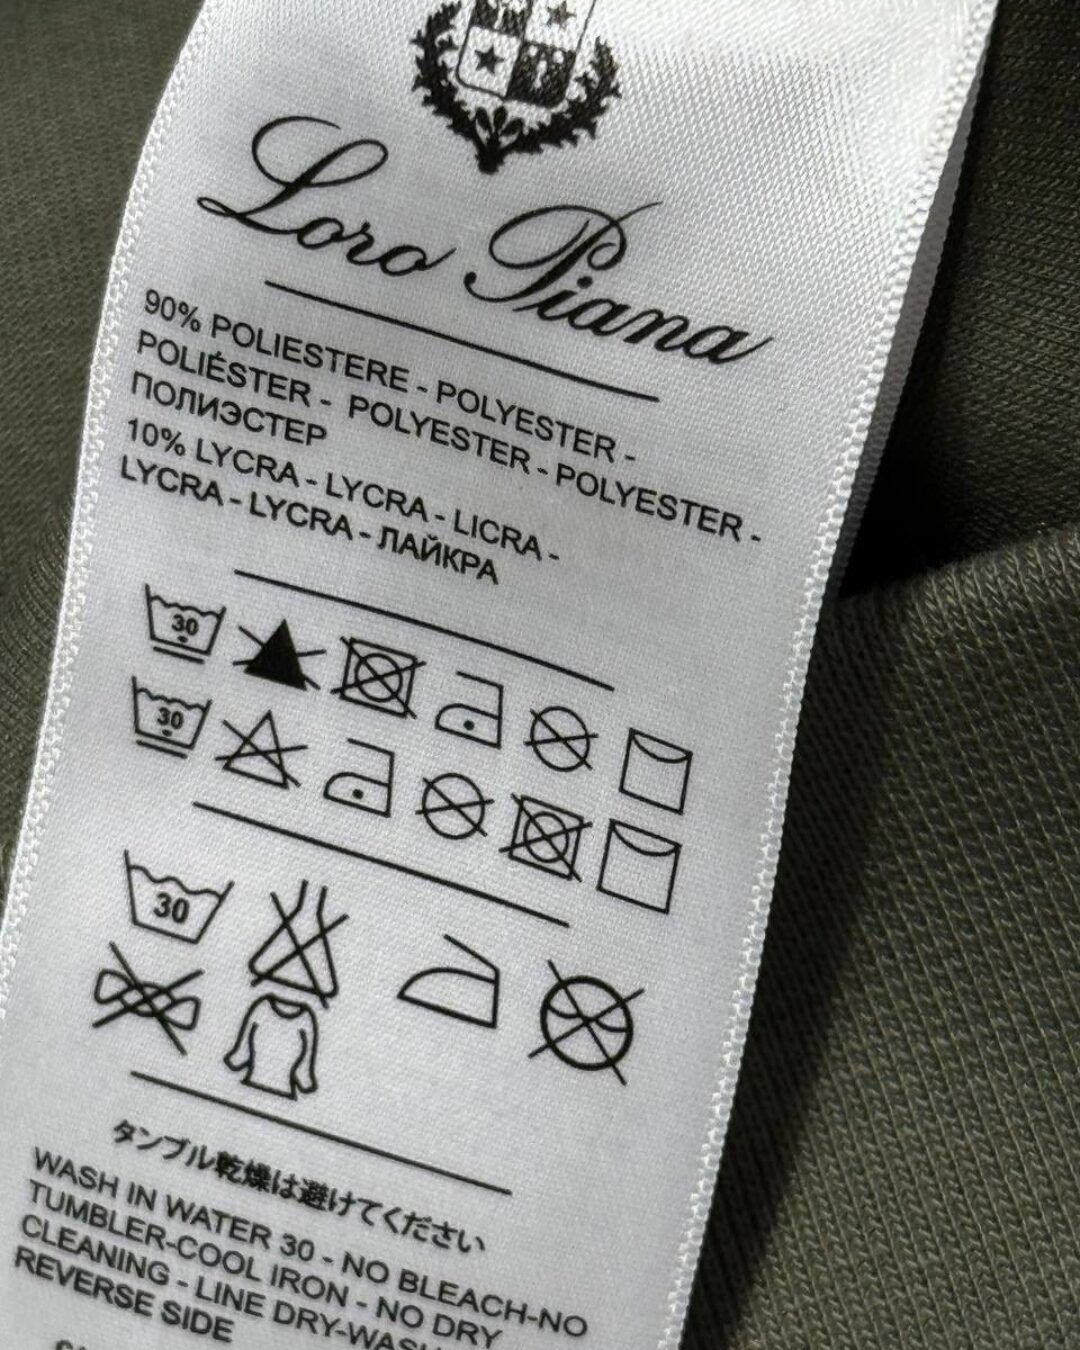 Loro Piana
90% POLIESTERE - POLYESTER -
POLIÉSTER - POLYESTER - POLYESTER -
ПОЛИЭСТЕР
10% LYCRA - LYCRA - LICRA -
LYCRA - LYCRA - ЛАЙКРА
30
30
30
タンブル乾燥は避けてください
WASH IN WATER 30 - NO BLEACH-NO
TUMBLER-COOL IRON - NO DRY
CLEANING - LINE DRY-WASH
REVERSE SIDE